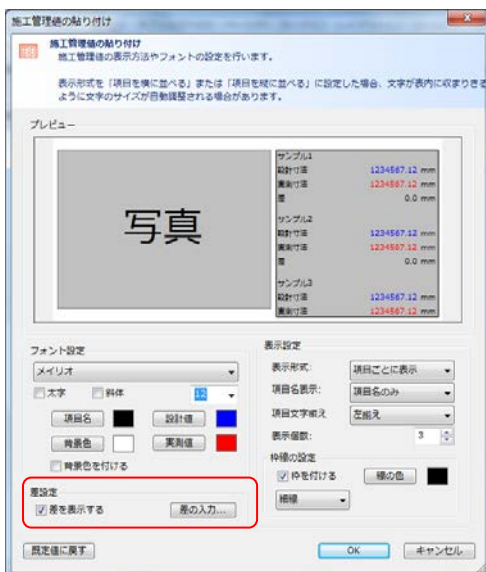 施工管理値の貼り付け
施工管理値の貼り付け
施工管理値の表示方法やフォントの設定を行います。
表示形式を「項目を横に並べる」または「項目を縦に並べる」に設定した場合、文字が表内に収まりきる
ように文字のサイズが自動調整される場合があります。
プレビュー
写真
サンプル1
設計寸法 1234567.12 mm
実測寸法 1234567.12 mm
差 0.0 mm
サンプル2
設計寸法 1234567.12 mm
実測寸法 1234567.12 mm
差 0.0 mm
サンプル3
設計寸法 1234567.12 mm
実測寸法 1234567.12 mm
フォント設定
メイリオ
太字 斜体 12
項目名 設計値
背景色 実測値
背景色を付ける
差設定
差を表示する 差の入力...
表示設定
表示形式: 項目ごとに表示
項目名表示: 項目名のみ
項目文字揃え 左揃え
表示個数: 3
枠線の設定
枠を付ける 線の色
細線
既定値に戻す OK キャンセル